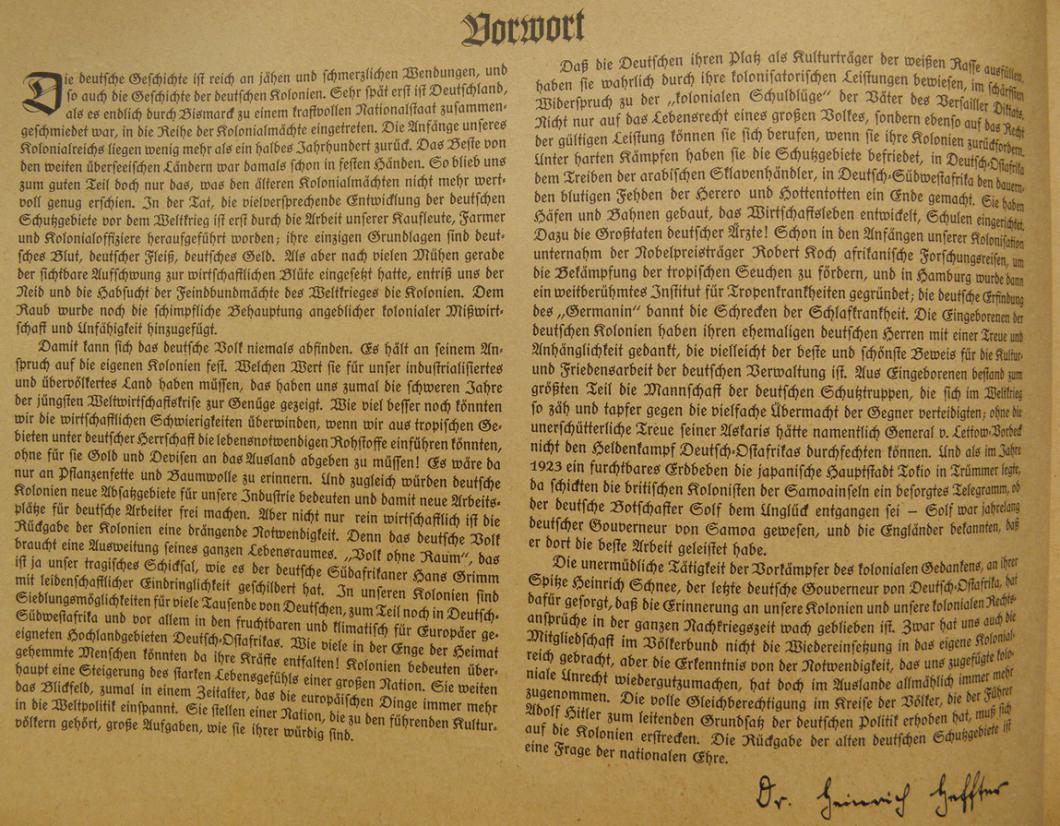 Vorwort
Die deutsche Geschichte ist reich an jähen und schmerzlichen Wendungen, und
so auch die Geschichte der deutschen Kolonien. Sehr spät erst ist Deutschland,
als es endlich durch Bismarck zu einem kraftvollen Nationalstaat zusammen-
geschmiedet war, in die Reihe der Kolonialmächte eingetreten. Die Anfänge unseres
Kolonialreichs liegen wenig mehr als ein halbes Jahrhundert zurück. Das Beste von
den weiten überseeischen Ländern war damals schon in festen Händen. So blieb uns
zum guten Teil doch nur das, was den älteren Kolonialmächten nicht mehr wert-
voll genug erschien. In der Tat, die vielversprechende Entwicklung der deutschen
Schutzgebiete vor dem Weltkrieg ist erst durch die Arbeit unserer Kaufleute, Farmer
und Kolonialoffiziere heraufgeführt worden; ihre einzigen Grundlagen sind deut-
sches Blut, deutscher Fleiß, deutsches Geld. Als aber nach vielen Mühen gerade
der sichtbare Aufschwung zur wirtschaftlichen Blüte eingesetzt hatte, entriß uns der
Neid und die Habsucht der Feindbundmächte des Weltkrieges die Kolonien. Dem
Raub wurde noch die schimpfliche Behauptung angeblicher kolonialer Mißwirt-
schaft und Unfähigkeit hinzugefügt.
Damit kann sich das deutsche Volk niemals abfinden. Es hält an seinem An-
spruch auf die eigenen Kolonien fest. Welchen Wert sie für unser industrialisiertes
und übervölkertes Land haben müssen, das haben uns zumal die schweren Jahre
der jüngsten Weltwirtschaftskrise zur Genüge gezeigt. Wie viel besser noch könnten
wir die wirtschaftlichen Schwierigkeiten überwinden, wenn wir aus tropischen Ge-
bieten unter deutscher Herrschaft die lebensnotwendigen Rohstoffe einführen könnten,
ohne für sie Gold und Devisen an das Ausland abgeben zu müssen! Es wäre da
nur an Pflanzenfette und Baumwolle zu erinnern. Und zugleich würden deutsche
Kolonien neue Absatzgebiete für unsere Industrie bedeuten und damit neue Arbeits-
plätze für deutsche Arbeiter frei machen. Aber nicht nur rein wirtschaftlich ist die
Rückgabe der Kolonien eine drängende Notwendigkeit. Denn das deutsche Volk
braucht eine Ausweitung seines ganzen Lebensraumes. „Volk ohne Raum“, das
ist ja unser tragisches Schicksal, wie es der deutsche Südafrikaner Hans Grimm
mit leidenschaftlicher Eindringlichkeit geschildert hat. In unseren Kolonien sind
Siedlungsmöglichkeiten für viele Tausende von Deutschen, zum Teil noch in Deutsch-
Südwestafrika und vor allem in den fruchtbaren und klimatisch für Europäer ge-
eigneten Hochlandgebieten Deutsch-Ostafrikas. Wie viele in der Enge der Heimat
gehemmte Menschen könnten da ihre Kräfte entfalten! Kolonien bedeuten über-
haupt eine Steigerung des starken Lebensgefühls einer großen Nation. Sie weiten
das Blickfeld, zumal in einem Zeitalter, das die europäischen Dinge immer mehr
in die Weltpolitik einspannt. Sie stellen einer Nation, die zu den führenden Kultur-
völkern gehört, große Aufgaben, wie sie ihrer würdig sind.
Daß die Deutschen ihren Platz als Kulturträger der weißen Rasse ausfüllen,
haben sie wahrlich durch ihre kolonisatorischen Leistungen bewiesen, im schärfsten
Widerspruch zu der „kolonialen Schuldlüge“ der Väter des Versailler Diktats.
Nicht nur auf das Lebensrecht eines großen Volkes, sondern ebenso auf das Recht
der gültigen Leistung können sie sich berufen, wenn sie ihre Kolonien zurückfordern.
Unter harten Kämpfen haben sie die Schutzgebiete befriedet, in Deutsch-Ostafrika
dem Treiben der arabischen Sklavenhändler, in Deutsch-Südwestafrika den dauern-
den blutigen Fehden der Herero und Hottentotten ein Ende gemacht. Sie haben
Häfen und Bahnen gebaut, das Wirtschaftsleben entwickelt, Schulen eingerichtet.
Dazu die Großtaten deutscher Ärzte! Schon in den Anfängen unserer Kolonisation
unternahm der Nobelpreisträger Robert Koch afrikanische Forschungsreisen, um
die Bekämpfung der tropischen Seuchen zu fördern, und in Hamburg wurde dann
ein weitberühmtes Institut für Tropenkrankheiten gegründet; die deutsche Erfindung
des „Germanin“ bannt die Schrecken der Schlafkrankheit. Die Eingeborenen der
deutschen Kolonien haben ihren ehemaligen deutschen Herren mit einer Treue und
Anhänglichkeit gedankt, die vielleicht der beste und schönste Beweis für die Kultur-
und Friedensarbeit der deutschen Verwaltung ist. Aus Eingeborenen bestand zum
größten Teil die Mannschaft der deutschen Schutztruppen, die sich im Weltkrieg
so zäh und tapfer gegen die vielfache Übermacht der Gegner verteidigten; ohne die
unerschütterliche Treue seiner Askaris hätte namentlich General v. Lettow-Vorbeck
nicht den Heldenkampf Deutsch-Ostafrikas durchfechten können. Und als im Jahre
1923 ein furchtbares Erdbeben die japanische Hauptstadt Tokio in Trümmer legte,
da schickten die britischen Kolonisten der Samoainseln ein besorgtes Telegramm, ob
der deutsche Botschafter Solf dem Unglück entgangen sei — Solf war jahrelang
deutscher Gouverneur von Samoa gewesen, und die Engländer bekannten, daß
er dort die beste Arbeit geleistet habe.
Die unermüdliche Tätigkeit der Vorkämpfer des kolonialen Gedankens, an ihrer
Spitze Heinrich Schnee, der letzte deutsche Gouverneur von Deutsch-Ostafrika, hat
dafür gesorgt, daß die Erinnerung an unsere Kolonien und unsere kolonialen Rechts-
ansprüche in der ganzen Nachkriegszeit wach geblieben ist. Zwar hat uns auch die
Mitgliedschaft im Völkerbund nicht die Wiedereinsetzung in das eigene Kolonial-
reich gebracht, aber die Erkenntnis von der Notwendigkeit, das uns zugefügte kolo-
niale Unrecht wiedergutzumachen, hat doch im Auslande allmählich immer mehr
zugenommen. Die volle Gleichberechtigung im Kreise der Völker, die der Führer
Adolf Hitler zum leitenden Grundsatz der deutschen Politik erhoben hat, muß sich
auf die Kolonien erstrecken. Die Rückgabe der alten deutschen Schutzgebiete ist
eine Frage der nationalen Ehre.
Dr. Heinrich Heffter